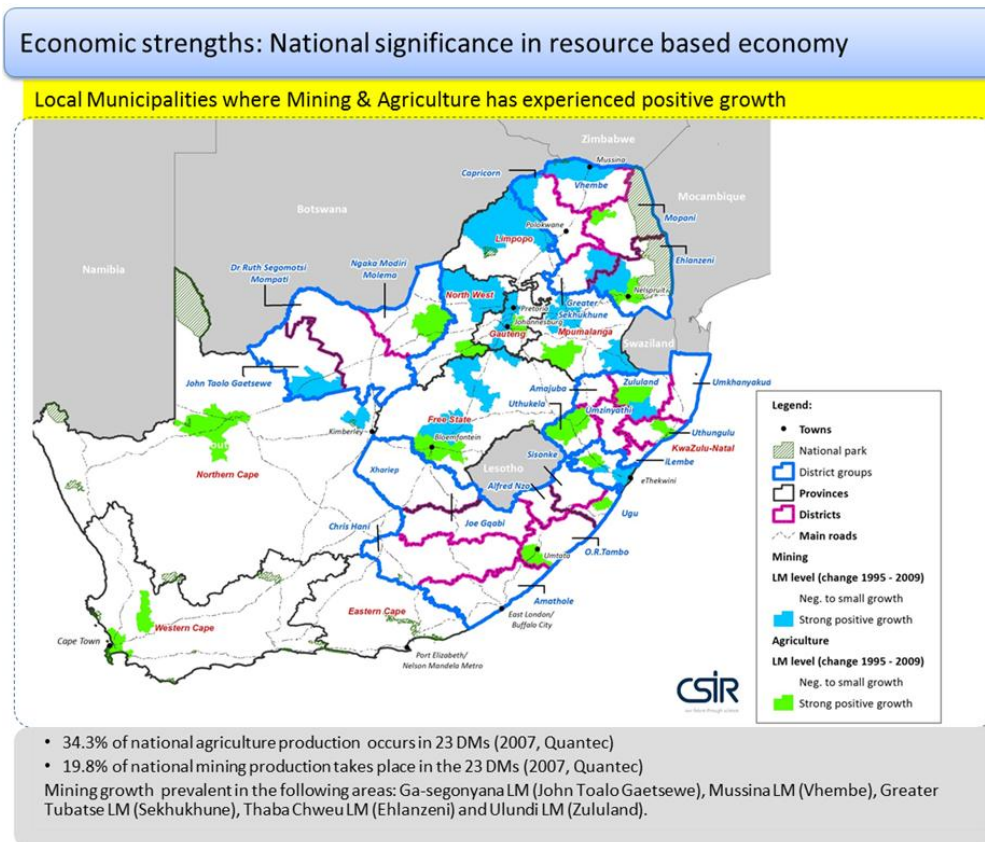 Economic strengths: National significance in resource based economy
Local Municipalities where Mining & Agriculture has experienced positive growth
Zimbabwe
Mussina
Capricorn
Vhembe
Mocambique
Botswana
Mopani
Polokwane
Limpopo
Ehlanzeni
Namibia
Dr Ruth Segomotsi
Mompati
Ngaka Modiri
Molema
North West
Greater
Sekhukhune
Nelspruit
Pretoria
Johannesburg
Gauteng
Mpumalanga
Swaziland
John Taolo Gaetsewe
Amajuba
Zululand
Umkhanyakud
Uthukela
Umzinyathi
Free State
Kimberley
Bloemfontein
Uthungulu
KwaZulu-Natal
Sisonke
iLembe
Lesotho
eThekwini
Northern Cape
Xhariep
Alfred Nzo
Ugu
Chris Hani
Joe Gqabi
O.R.Tambo
Umtata
Amathole
Eastern Cape
East London/
Buffalo City
Western Cape
Cape Town
Port Elizabeth/
Nelson Mandela Metro
Legend:
Towns
National park
District groups
Provinces
Districts
Main roads
Mining
LM level (change 1995 - 2009)
Neg. to small growth
Strong positive growth
Agriculture
LM level (change 1995 - 2009)
Neg. to small growth
Strong positive growth
CSIR
our future through science
• 34.3% of national agriculture production occurs in 23 DMs (2007, Quantec)
• 19.8% of national mining production takes place in the 23 DMs (2007, Quantec)
Mining growth prevalent in the following areas: Ga-segonyana LM (John Toalo Gaetsewe), Mussina LM (Vhembe), Greater
Tubatse LM (Sekhukhune), Thaba Chweu LM (Ehlanzeni) and Ulundi LM (Zululand).